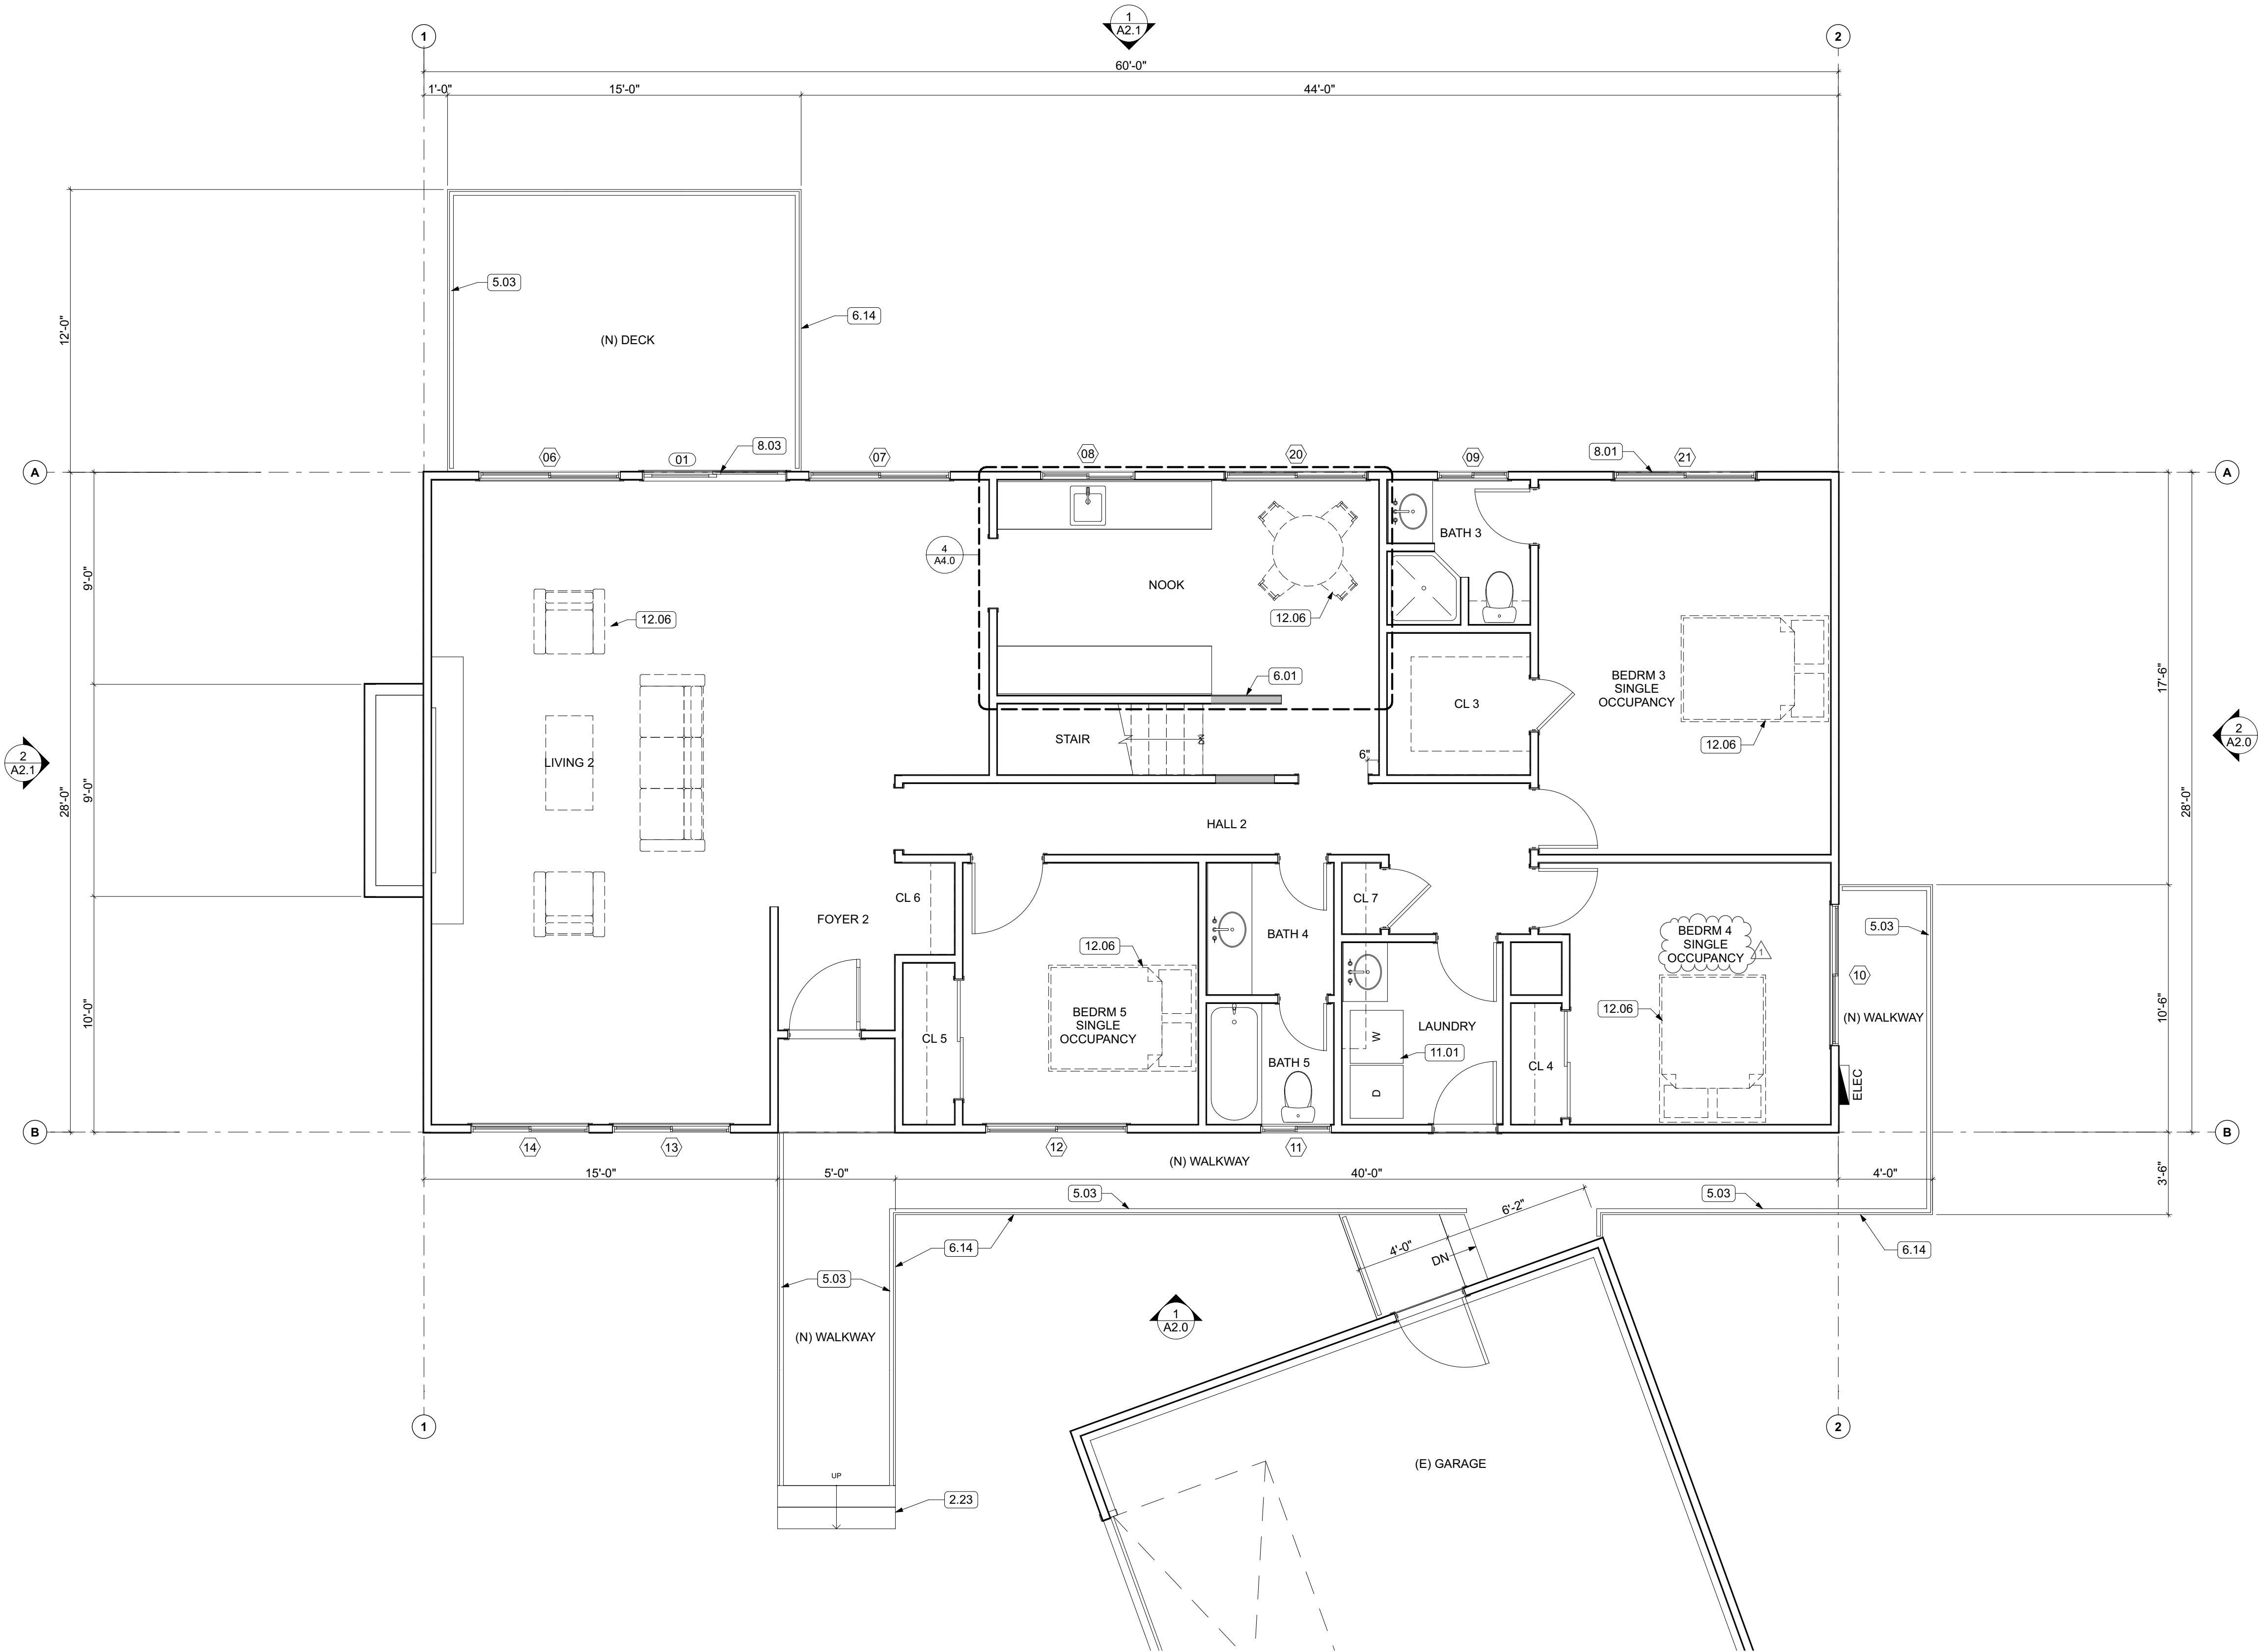 1
A2.1
1
2
60'-0"
1'-0"
15'-0"
44'-0"
12'-0"
5.03
6.14
(N) DECK
8.03
06
01
07
08
20
09
8.01
21
A
A
4
A4.0
BATH 3
NOOK
9'-0"
12.06
12.06
6.01
BEDRM 3
SINGLE
OCCUPANCY
17'-6"
CL 3
12.06
STAIR
DN
6"
2
A2.1
LIVING 2
2
A2.0
28'-0"
9'-0"
28'-0"
HALL 2
CL 6
CL 7
FOYER 2
BATH 4
12.06
BEDRM 4
SINGLE
OCCUPANCY
1
5.03
10
10'-0"
12.06
10'-6"
BEDRM 5
SINGLE
OCCUPANCY
(N) WALKWAY
LAUNDRY
W
11.01
CL 5
BATH 5
CL 4
D
ELEC
B
B
14
13
12
11
(N) WALKWAY
15'-0"
5'-0"
40'-0"
4'-0"
3'-6"
5.03
5.03
6'-2"
6.14
4'-0"
DN
6.14
5.03
1
A2.0
(N) WALKWAY
1
2
(E) GARAGE
UP
2.23